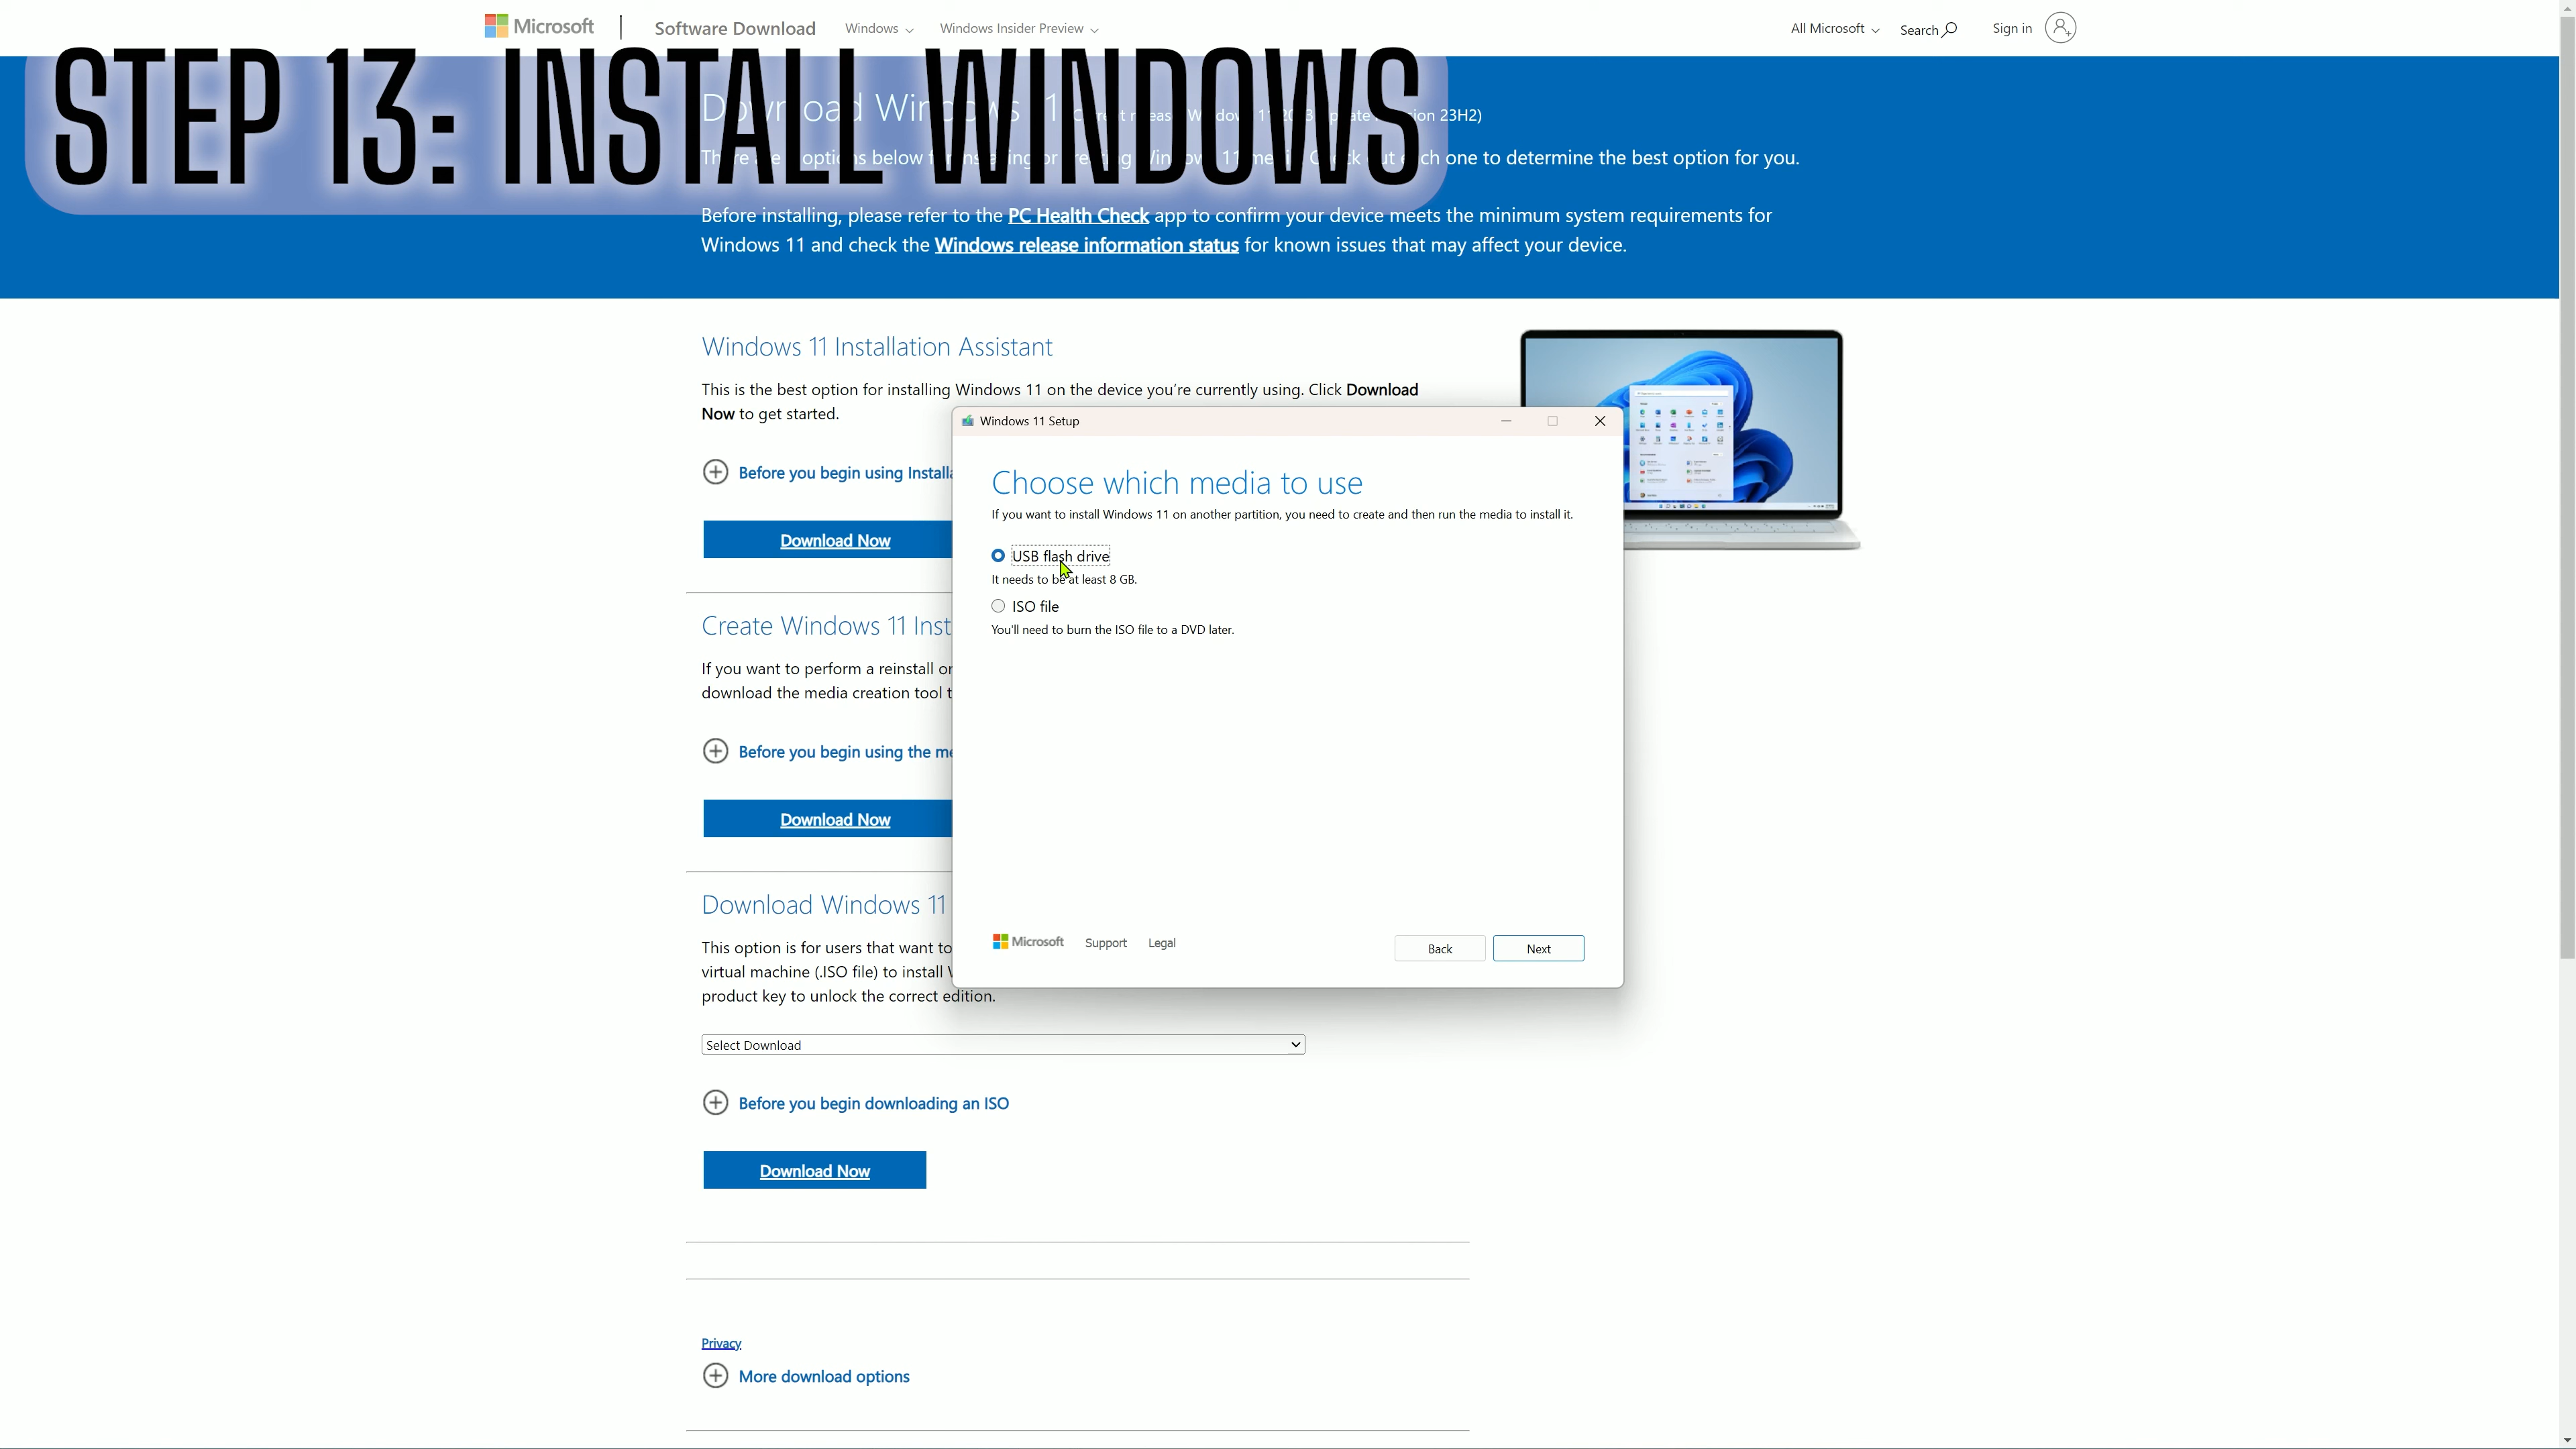 Microsoft
Software Download
Windows
Windows Insider Preview
All Microsoft
Search
Sign in
STEP 13: INSTALL WINDOWS
23H2)
below
one to determine the best option for you.
Before installing, please refer to the PC Health Check app to confirm your device meets the minimum system requirements for
Windows 11 and check the Windows release information status for known issues that may affect your device.
Windows 11 Installation Assistant
This is the best option for installing Windows 11 on the device you're currently using. Click Download
Now to get started.
Before you begin using
Download Now
Create Windows 11
If you want to perform a reinstall
download the media creation tool
Before you begin using the
Download Now
Download Windows 11
This option is for users that want to
virtual machine (.ISO file) to install
product key to unlock the correct edition.
Select Download
Before you begin downloading an ISO
Download Now
Privacy
More download options
Windows 11 Setup
Choose which media to use
If you want to install Windows 11 on another partition, you need to create and then run the media to install it.
USB flash drive
It needs to be at least 8 GB.
ISO file
You'll need to burn the ISO file to a DVD later.
Microsoft
Support
Legal
Back
Next